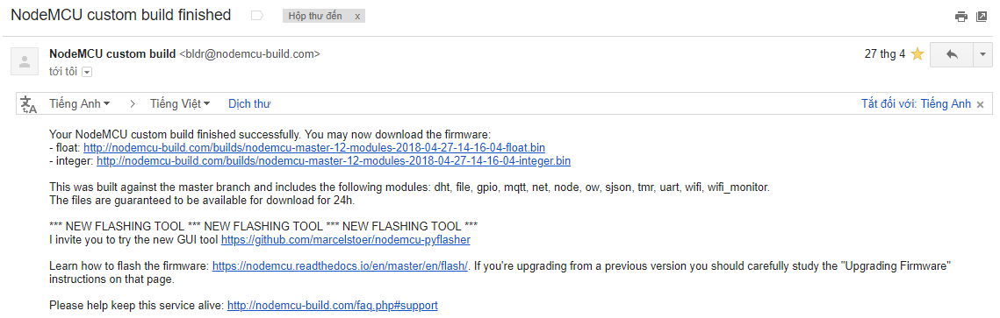 NodeMCU custom build finished
Hộp thư đến x
NodeMCU custom build <bldr@nodemcu-build.com>
27 thg 4
tới tôi
Tiếng Anh > Tiếng Việt Dịch thư Tắt đối với: Tiếng Anh ×
Your NodeMCU custom build finished successfully. You may now download the firmware:
- float: http://nodemcu-build.com/builds/nodemcu-master-12-modules-2018-04-27-14-16-04-float.bin
- integer: http://nodemcu-build.com/builds/nodemcu-master-12-modules-2018-04-27-14-16-04-integer.bin
This was built against the master branch and includes the following modules: dht, file, gpio, mqtt, net, node, ow, sjson, tmr, uart, wifi, wifi_monitor.
The files are guaranteed to be available for download for 24h.
*** NEW FLASHING TOOL *** NEW FLASHING TOOL *** NEW FLASHING TOOL ***
I invite you to try the new GUI tool https://github.com/marcelstoer/nodemcu-pyflasher
Learn how to flash the firmware: https://nodemcu.readthedocs.io/en/master/en/flash/. If you're upgrading from a previous version you should carefully study the "Upgrading Firmware"
instructions on that page.
Please help keep this service alive: http://nodemcu-build.com/faq.php#support